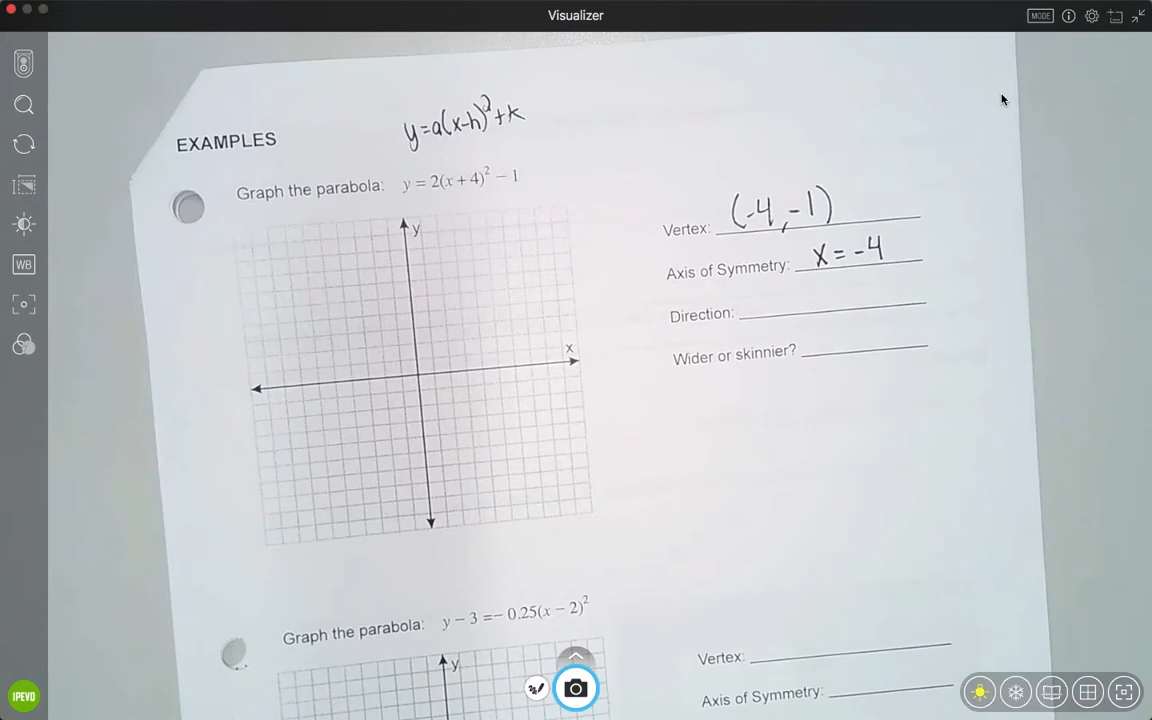 Visualizer
MODE
EXAMPLES
y=a(x-h)²+k
Graph the parabola: y = 2(x + 4)² − 1
y
x
Vertex: (-4,-1)
Axis of Symmetry: x = -4
Direction:
Wider or skinnier?
WB
Graph the parabola: y − 3 =− 0.25(x − 2)²
y
Vertex:
Axis of Symmetry:
IPEVO